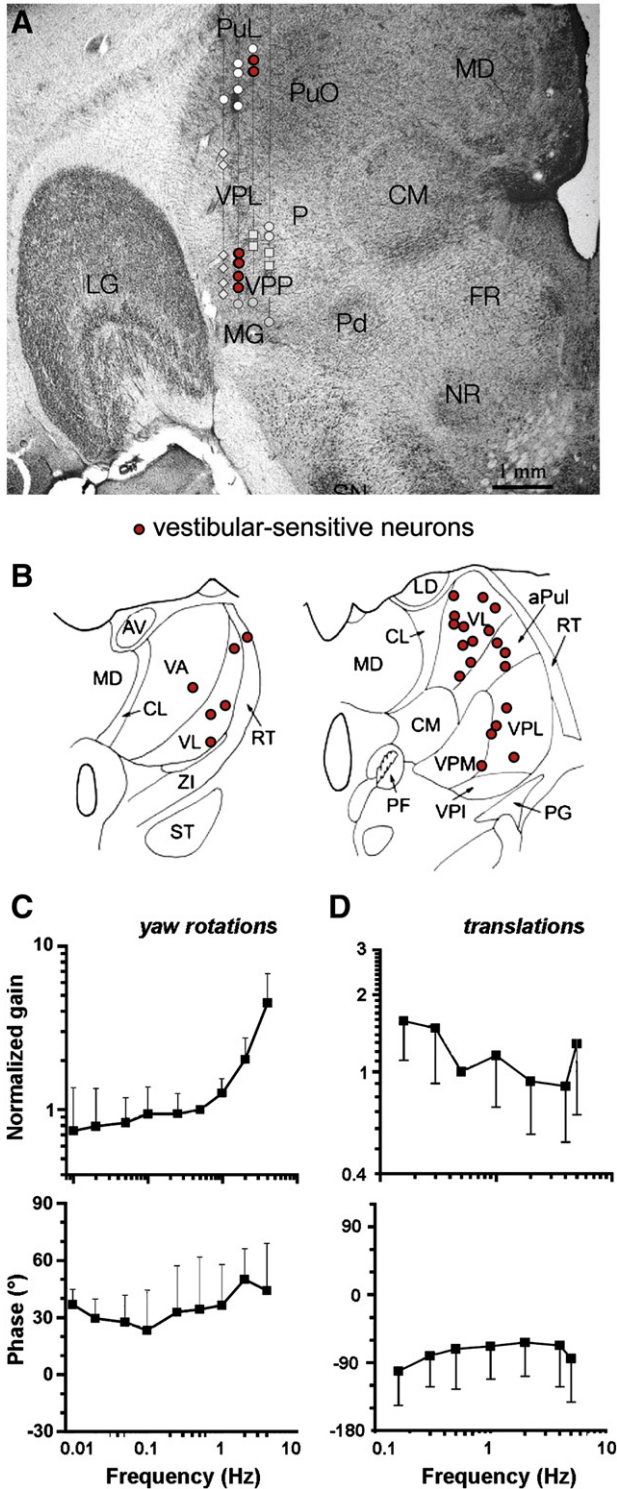 A
PuL
MD
PuO
VPL
P
CM
LG
VPP
FR
MG
Pd
NR
1 mm
SN
vestibular-sensitive neurons
B
AV
MD
VA
CL
VL
RT
ZI
ST
LD
CL
VL
aPul
RT
MD
CM
VPL
VPM
PF
VPI
PG
C
yaw rotations
D
translations
Normalized gain
10
1
3
2
1
0.4
Phase (°)
90
60
30
0
-30
90
0
-90
-180
0.01 0.1 1 10
0.1 1 10
Frequency (Hz)
Frequency (Hz)